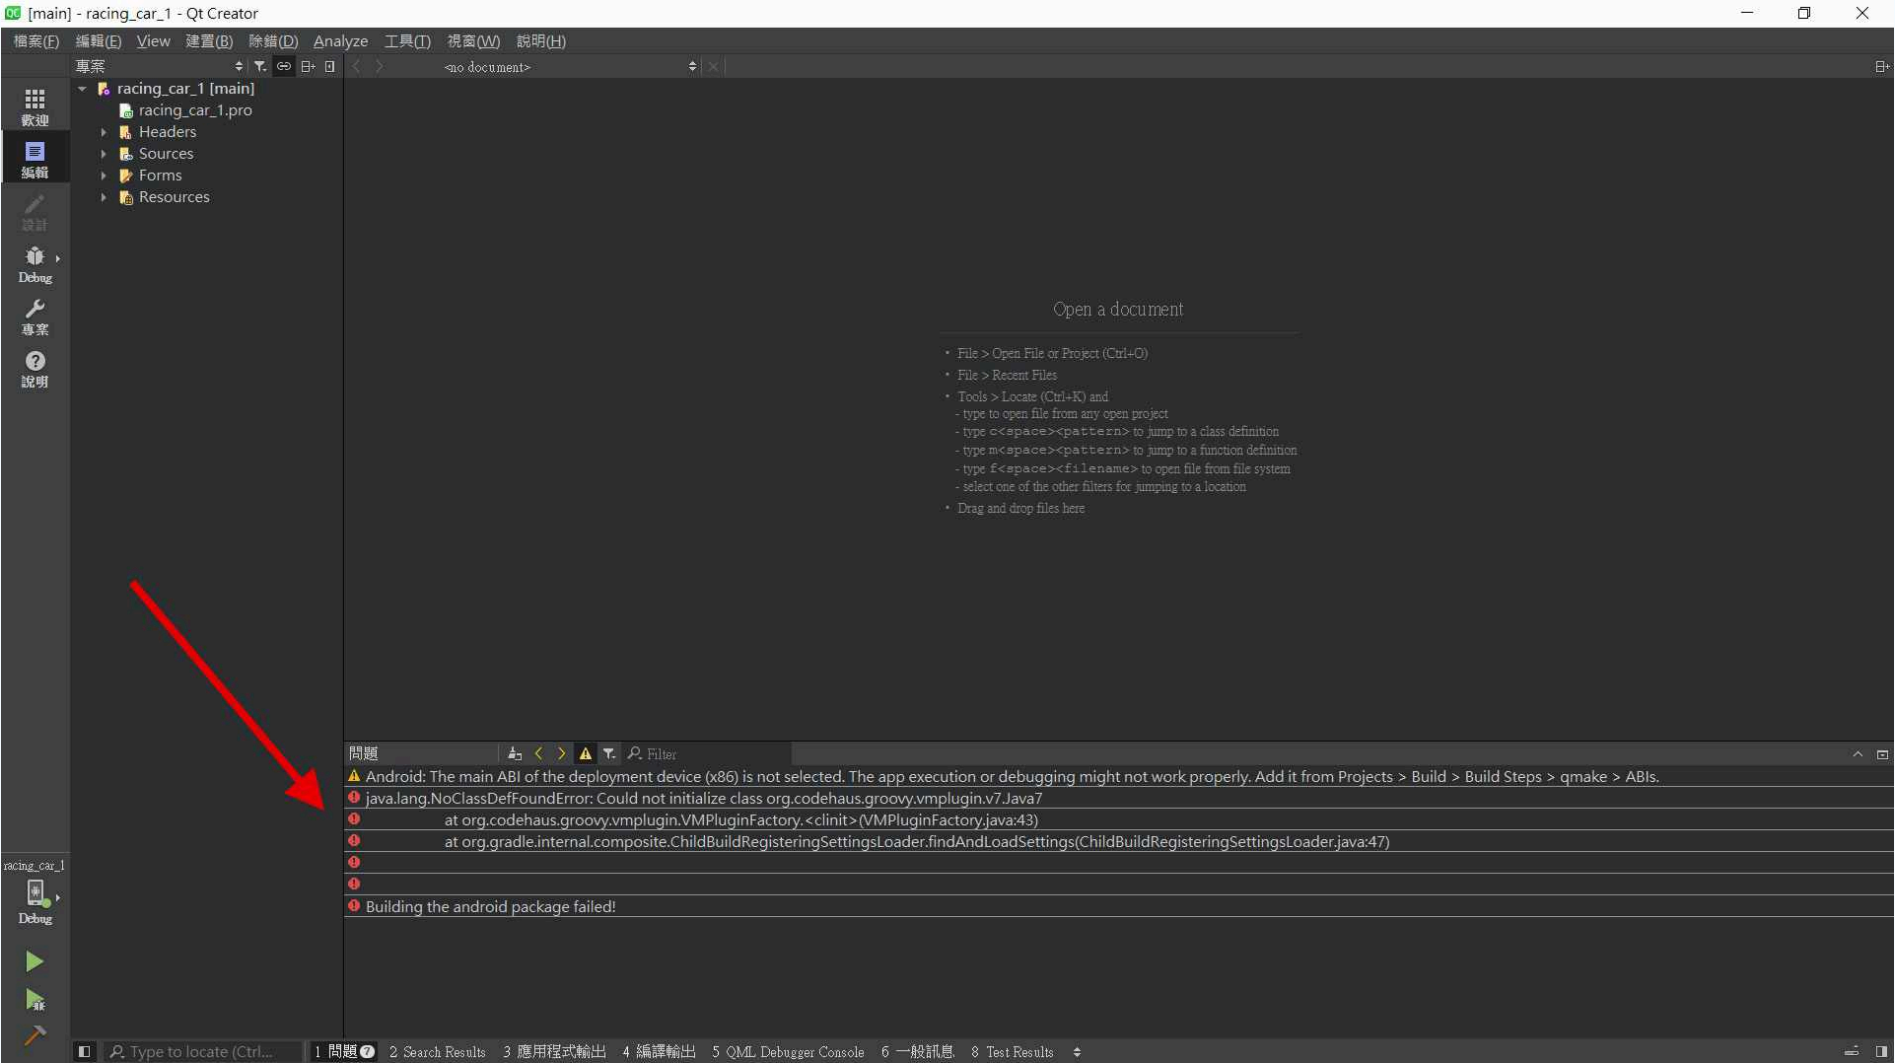 [main] - racing_car_1 - Qt Creator
檔案(F) 編輯(E) View 建置(B) 除錯(D) Analyze 工具(T) 視窗(W) 說明(H)
專案
<no document>
racing_car_1 [main]
racing_car_1.pro
Headers
Sources
Forms
Resources
歡迎
編輯
設計
Debug
專案
說明
Open a document
• File > Open File or Project (Ctrl+O)
• File > Recent Files
• Tools > Locate (Ctrl+K) and
- type to open file from any open project
- type c<space><pattern> to jump to a class definition
- type m<space><pattern> to jump to a function definition
- type f<space><filename> to open file from file system
- select one of the other filters for jumping to a location
• Drag and drop files here
問題
Filter
Android: The main ABI of the deployment device (x86) is not selected. The app execution or debugging might not work properly. Add it from Projects > Build > Build Steps > qmake > ABIs.
java.lang.NoClassDefFoundError: Could not initialize class org.codehaus.groovy.vmplugin.v7.Java7
at org.codehaus.groovy.vmplugin.VMPluginFactory.<clinit>(VMPluginFactory.java:43)
at org.gradle.internal.composite.ChildBuildRegisteringSettingsLoader.findAndLoadSettings(ChildBuildRegisteringSettingsLoader.java:47)
Building the android package failed!
racing_car_1
Debug
Type to locate (Ctrl...
1 問題 7 2 Search Results 3 應用程式輸出 4 編譯輸出 5 QML Debugger Console 6 一般訊息 8 Test Results